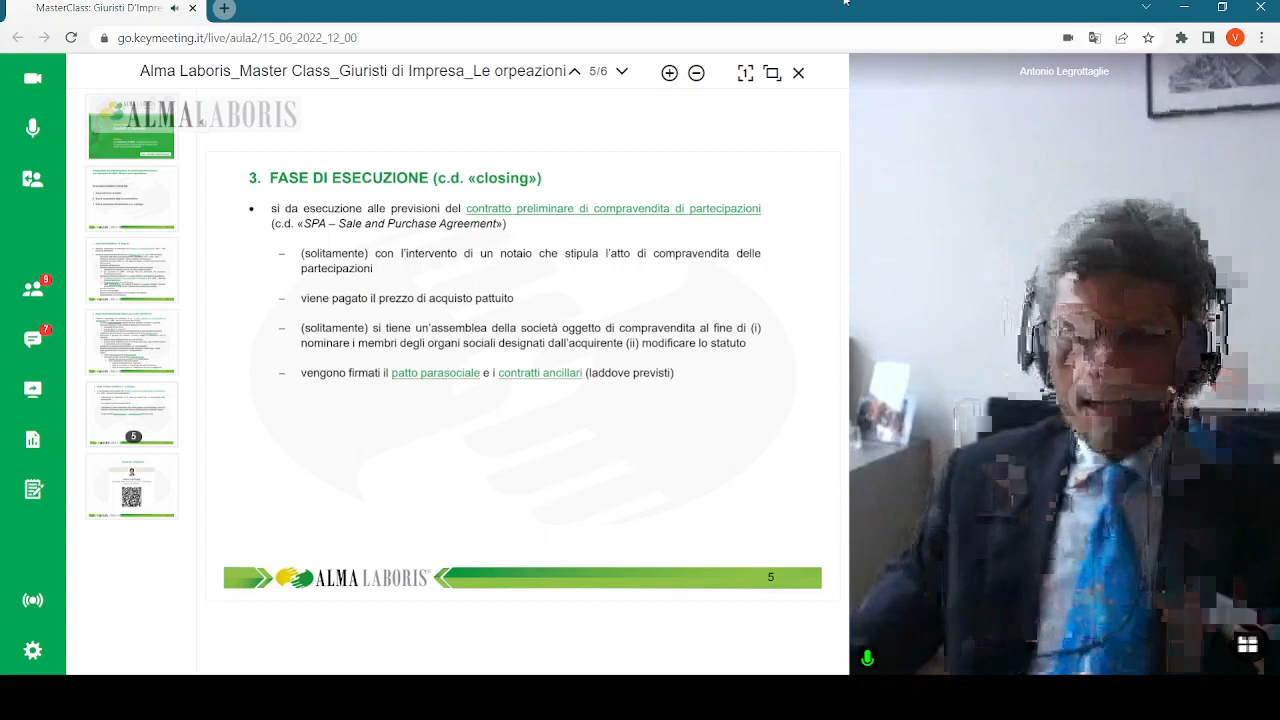 MasterClass: D'Impre
go.keymeeting.it/live/aula2/15_06_2022_12_00
V
Alma Laboris_Master Class_Giuristi di Impresa_Le orpeazioni
5/6
Antonio Legrottaglie
ALMALABORIS
3. FASE DI ESECUZIONE (c.d. «closing»)
• si da esecuzione alle previsioni del contratto preliminare di compravendita di partecipazioni
(c.d. «SPA – Sale and Purchase Agreement»)
– (solitamente) con l'intervento di un notaio si stipula l'atto di compravendita delle
partecipazioni
– viene pagato il prezzo di acquisto pattuito
– (solitamente) si tiene un'assemblea della società oggetto di compravendita al fine di (i)
nominare i membri degli organi sociali designati dall'acquirente (ii) modificare lo statuto
– vengono firmati il patto parasociale e i contratti ancillari (laddove previsti)
9
7
5
ALMA LABORIS
5